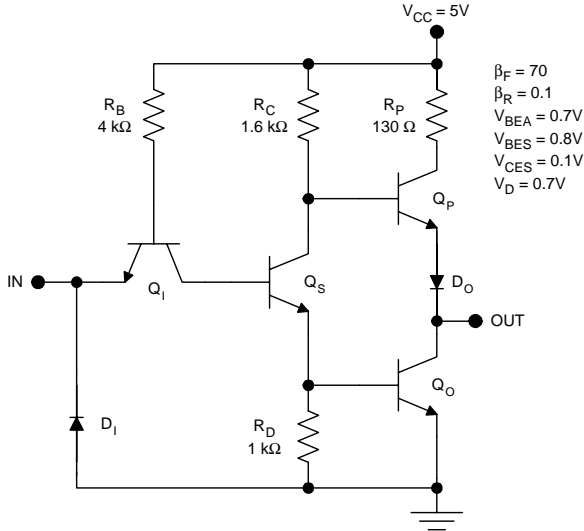 V_CC = 5V
β_F = 70
β_R = 0.1
V_BEA = 0.7V
V_BES = 0.8V
V_CES = 0.1V
V_D = 0.7V
R_B
4 kΩ
R_C
1.6 kΩ
R_P
130 Ω
Q_P
IN
Q_I
Q_S
D_O
OUT
Q_O
D_I
R_D
1 kΩ